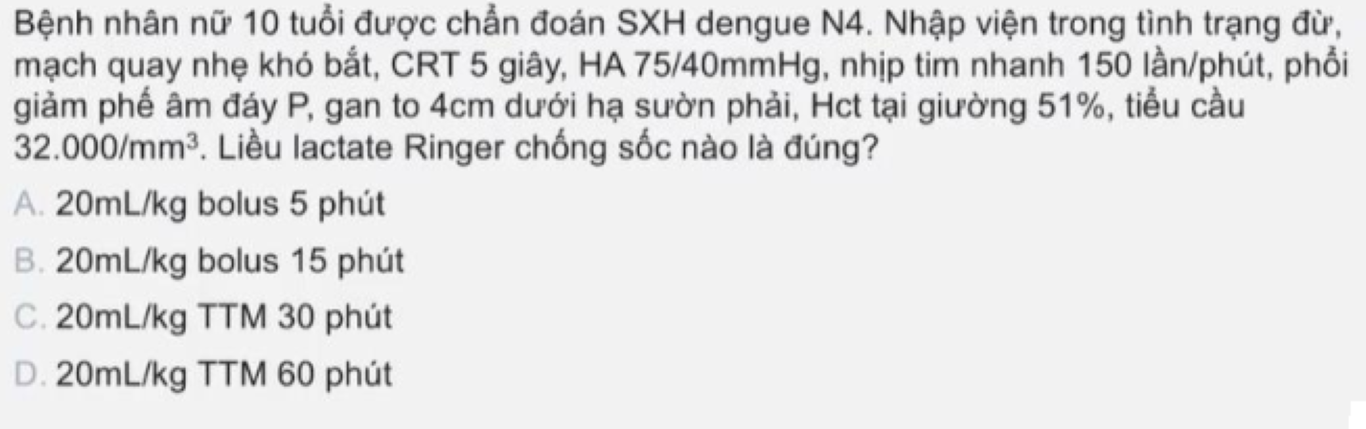 Bệnh nhân nữ 10 tuổi được chẩn đoán SXH dengue N4. Nhập viện trong tình trạng đừ,
mạch quay nhẹ khó bắt, CRT 5 giây, HA 75/40mmHg, nhịp tim nhanh 150 lần/phút, phổi
giảm phế âm đáy P, gan to 4cm dưới hạ sườn phải, Hct tại giường 51%, tiểu cầu
32.000/mm³. Liều lactate Ringer chống sốc nào là đúng?
A. 20mL/kg bolus 5 phút
B. 20mL/kg bolus 15 phút
C. 20mL/kg TTM 30 phút
D. 20mL/kg TTM 60 phút